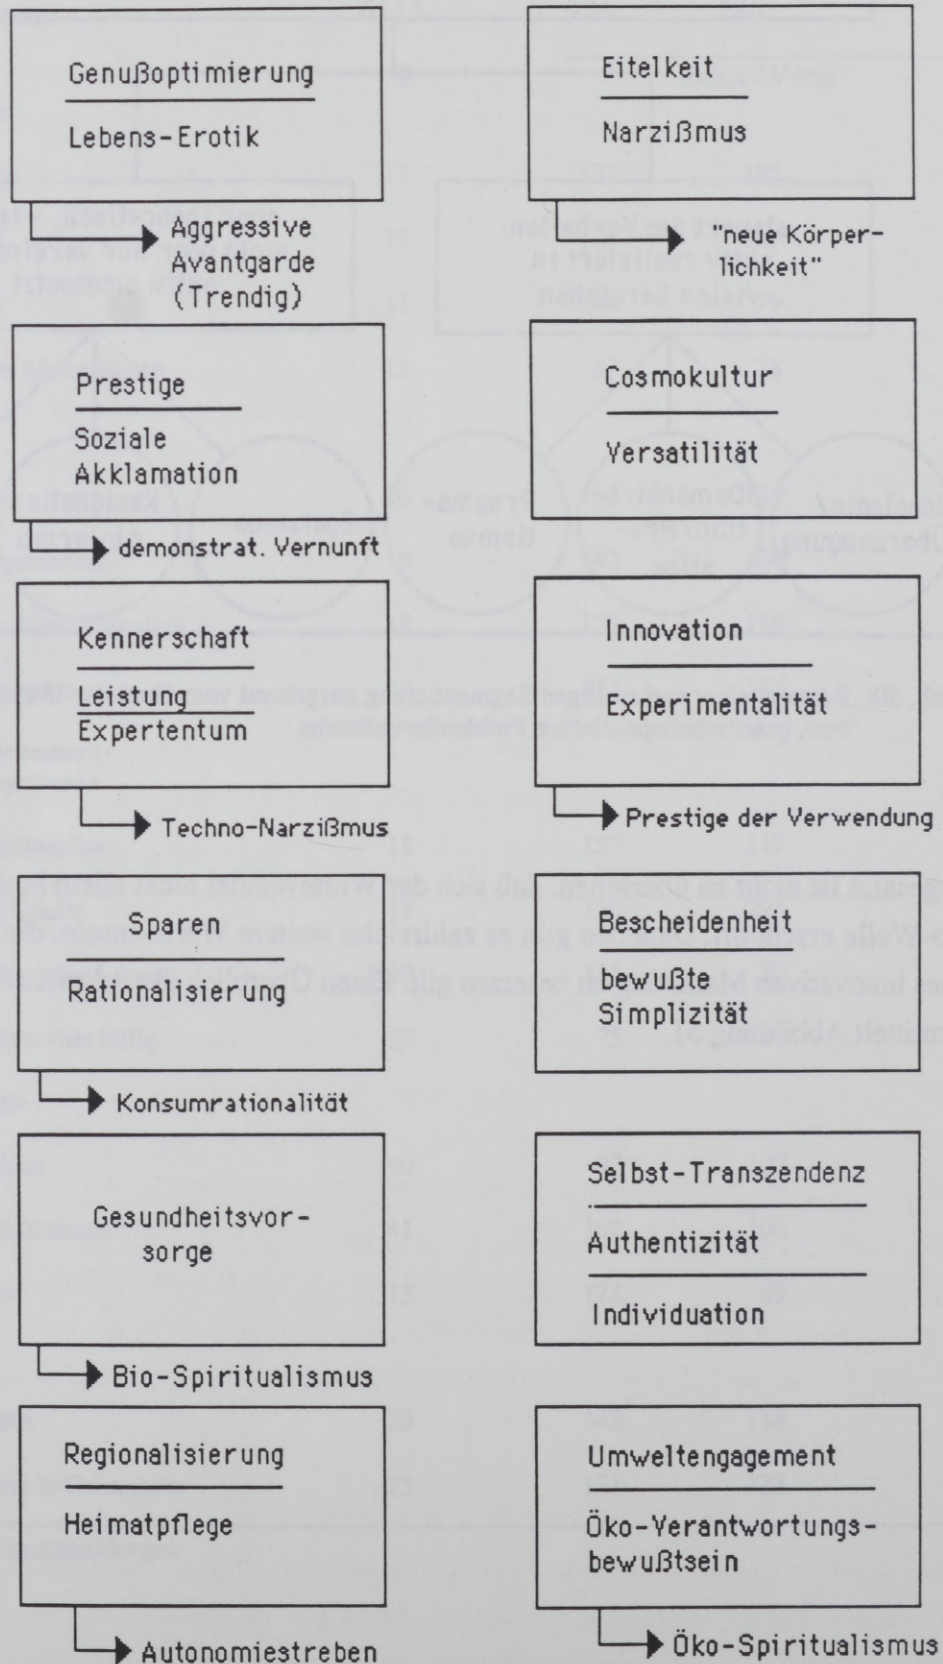 Genußoptimierung
Lebens-Erotik
Aggressive
Avantgarde
(Trendig)
Eitelkeit
Narzißmus
"neue Körper-
lichkeit"
Prestige
Soziale
Akklamation
demonstrat. Vernunft
Cosmokultur
Versatilität
Kennerschaft
Leistung
Expertentum
Techno-Narzißmus
Innovation
Experimentalität
Prestige der Verwendung
Sparen
Rationalisierung
Konsumrationalität
Bescheidenheit
bewußte
Simplizität
Gesundheitsvor-
sorge
Bio-Spiritualismus
Selbst-Transzendenz
Authentizität
Individuation
Regionalisierung
Heimatpflege
Autonomiestreben
Umweltengagement
Öko-Verantwortungs-
bewußtsein
Öko-Spiritualismus